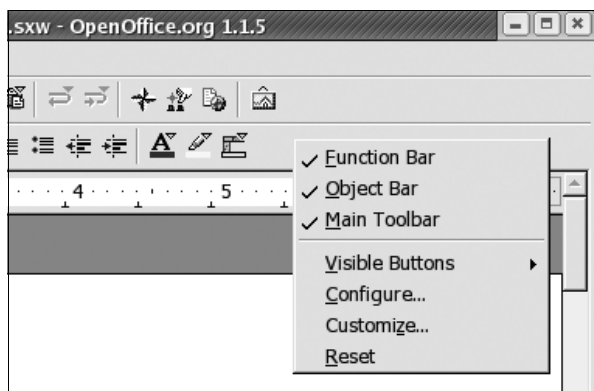 .sxw - OpenOffice.org 1.1.5
A
4 5
Function Bar
Object Bar
Main Toolbar
Visible Buttons
Configure...
Customize...
Reset